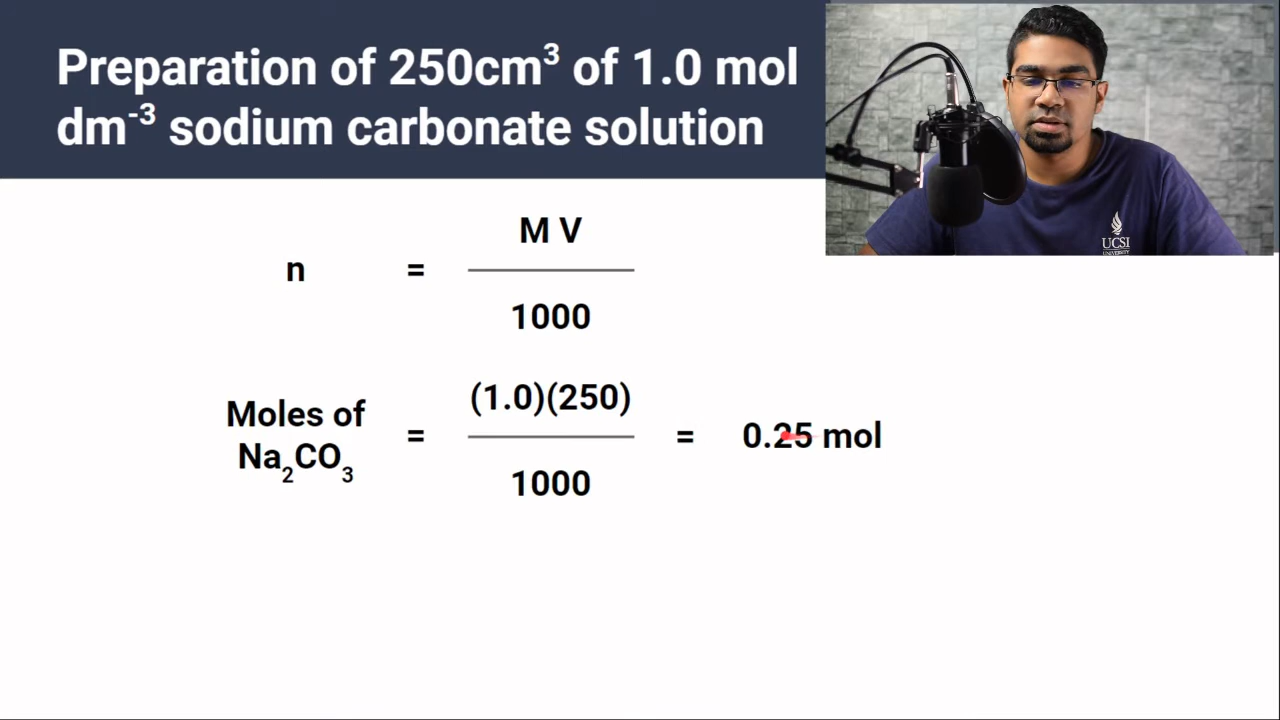 Preparation of 250cm³ of 1.0 mol
dm⁻³ sodium carbonate solution
M V
n =
1000
(1.0)(250)
Moles of
= = 0.25 mol
Na₂CO₃
1000
UCSI
UNIVERSITY